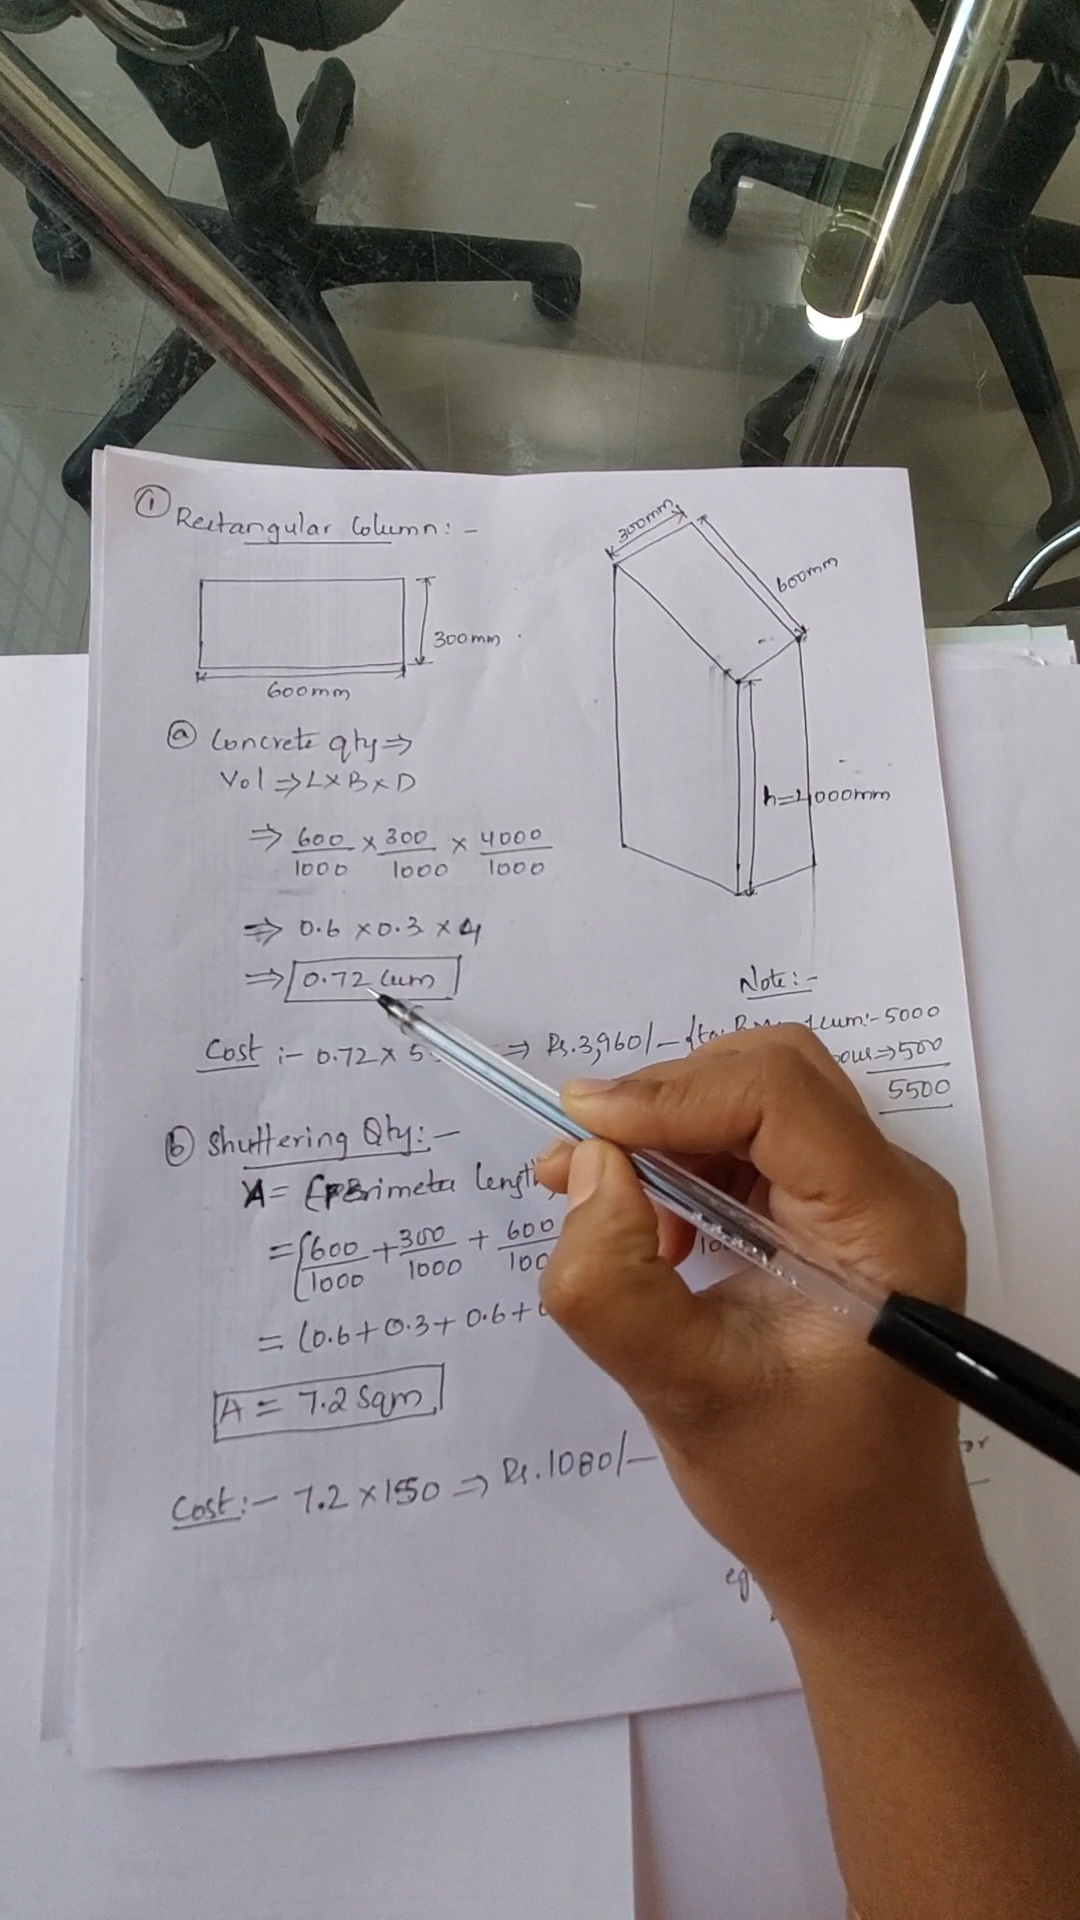 ① Rectangular Column: -
300mm
600mm
300mm
600mm
h=4000mm
ⓐ Concrete qty ⇒
Vol ⇒ L×B×D
⇒ 600/1000 × 300/1000 × 4000/1000
⇒ 0.6 × 0.3 × 4
⇒ 0.72 Cum
Note:-
1cum:- 5000
⇒ 500
5500
Cost :- 0.72 × 5 ⇒ Rs.3,960/-
ⓑ Shuttering Qty:-
A = (Perimeter length
= (600/1000 + 300/1000 + 600
= (0.6 + 0.3 + 0.6 +
A = 7.2 Sqm
Cost:- 7.2 × 150 ⇒ Rs.1080/-
eg